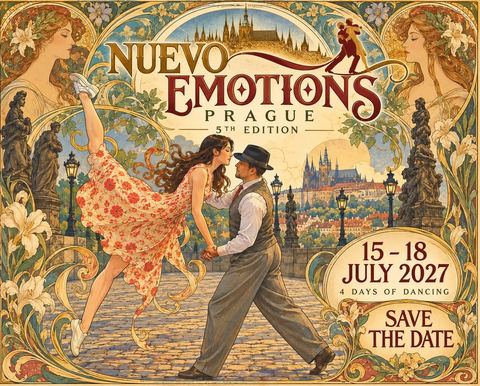 NUEVO
EMOTIONS
PRAGUE
5TH EDITION
15 - 18
JULY 2027
4 DAYS OF DANCING
SAVE
THE DATE